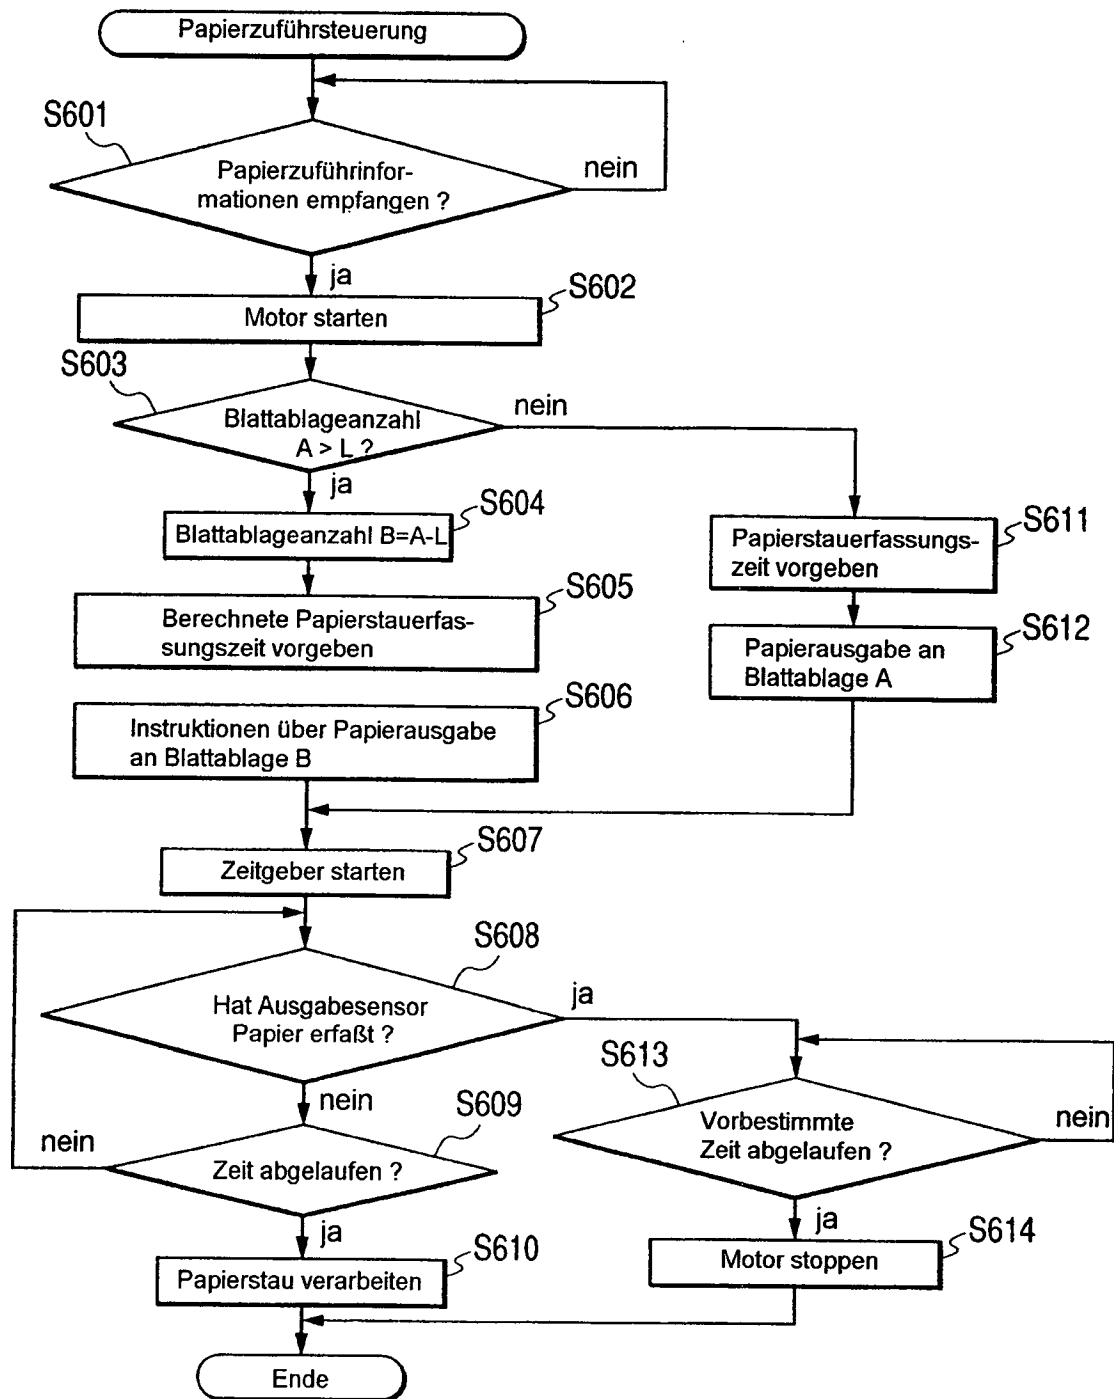 Papierzuführsteuerung
S601
Papierzuführinfor-
mationen empfangen ?
nein
ja
S602
Motor starten
S603
Blattablageanzahl
A > L ?
nein
ja
S604
Blattablageanzahl B=A-L
S605
Berechnete Papierstauerfas-
sungszeit vorgeben
S606
Instruktionen über Papierausgabe
an Blattablage B
S611
Papierstauerfassungs-
zeit vorgeben
S612
Papierausgabe an
Blattablage A
S607
Zeitgeber starten
S608
Hat Ausgabesensor
Papier erfaßt ?
ja
nein
S609
Zeit abgelaufen ?
nein
ja
S610
Papierstau verarbeiten
S613
Vorbestimmte
Zeit abgelaufen ?
nein
ja
S614
Motor stoppen
Ende